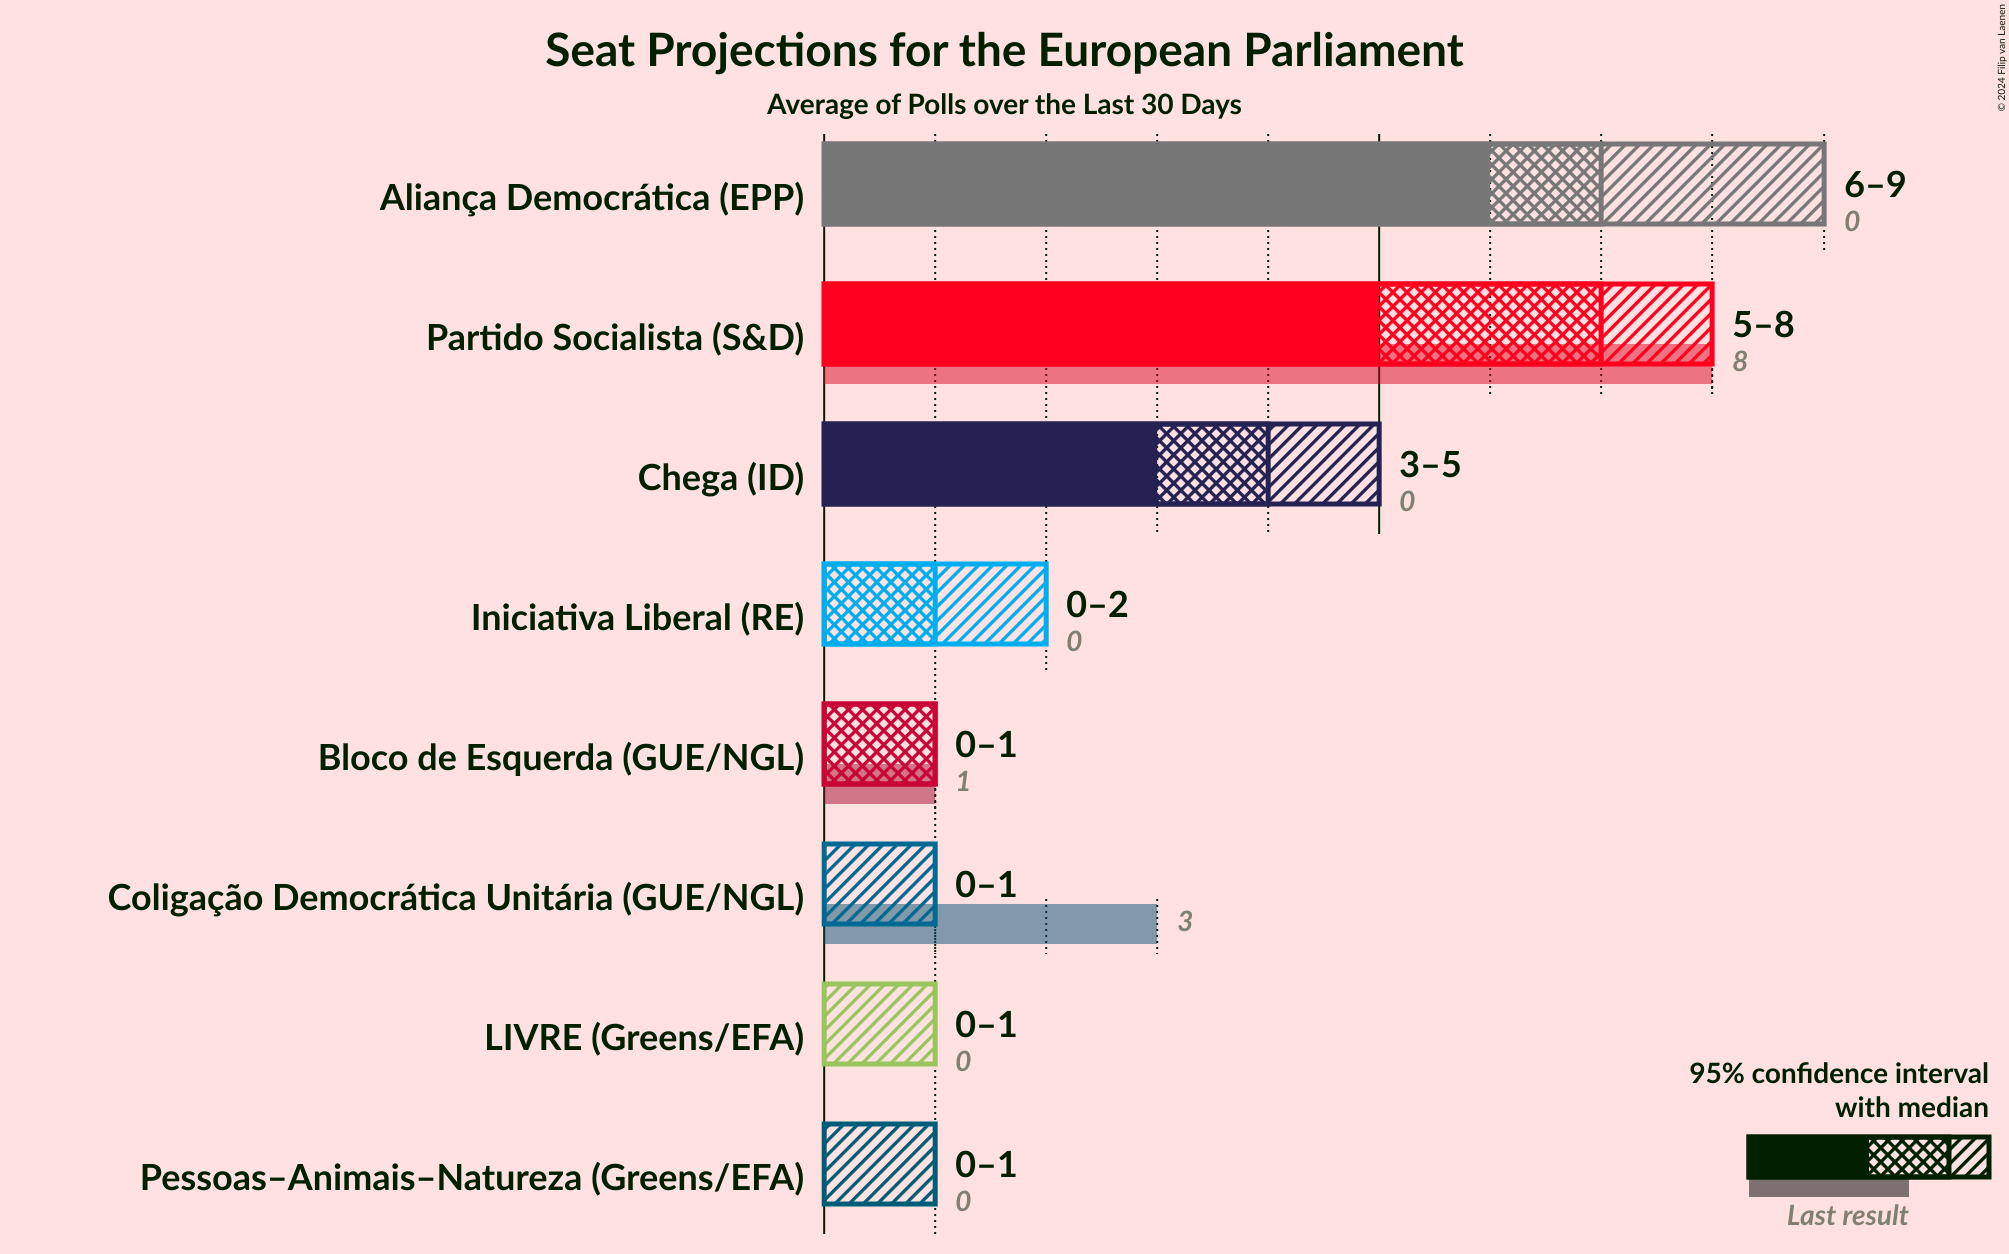 Seat Projections for the European Parliament
Average of Polls over the Last 30 Days
© 2024 Filip van Laenen
Aliança Democrática (EPP)
6–9
0
Partido Socialista (S&D)
5–8
8
Chega (ID)
3–5
0
Iniciativa Liberal (RE)
0–2
0
Bloco de Esquerda (GUE/NGL)
0–1
1
Coligação Democrática Unitária (GUE/NGL)
0–1
3
LIVRE (Greens/EFA)
0–1
0
Pessoas–Animais–Natureza (Greens/EFA)
0–1
0
95% confidence interval
with median
Last result